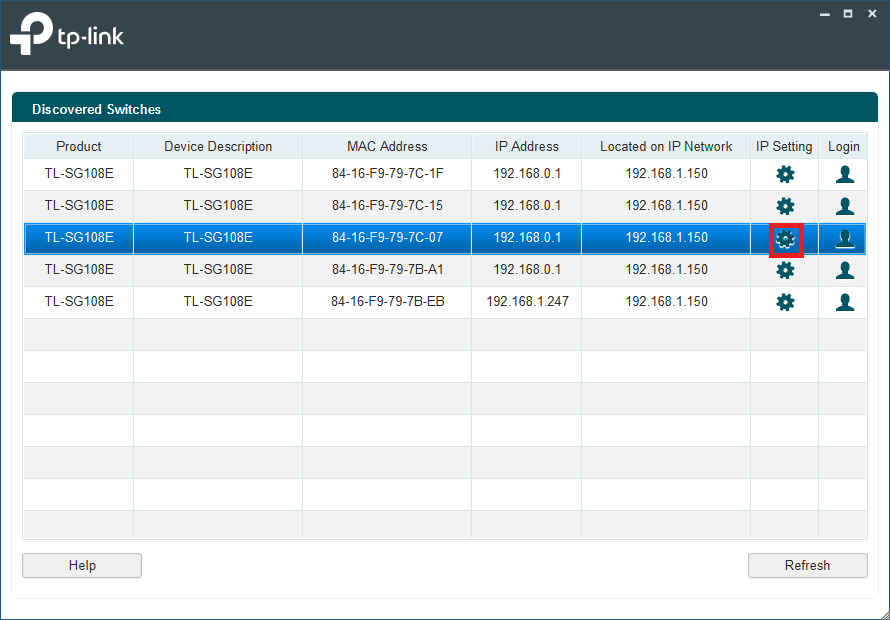 tp-link
Discovered Switches
Product Device Description MAC Address IP Address Located on IP Network IP Setting Login
TL-SG108E TL-SG108E 84-16-F9-79-7C-1F 192.168.0.1 192.168.1.150
TL-SG108E TL-SG108E 84-16-F9-79-7C-15 192.168.0.1 192.168.1.150
TL-SG108E TL-SG108E 84-16-F9-79-7C-07 192.168.0.1 192.168.1.150
TL-SG108E TL-SG108E 84-16-F9-79-7B-A1 192.168.0.1 192.168.1.150
TL-SG108E TL-SG108E 84-16-F9-79-7B-EB 192.168.1.247 192.168.1.150
Help Refresh